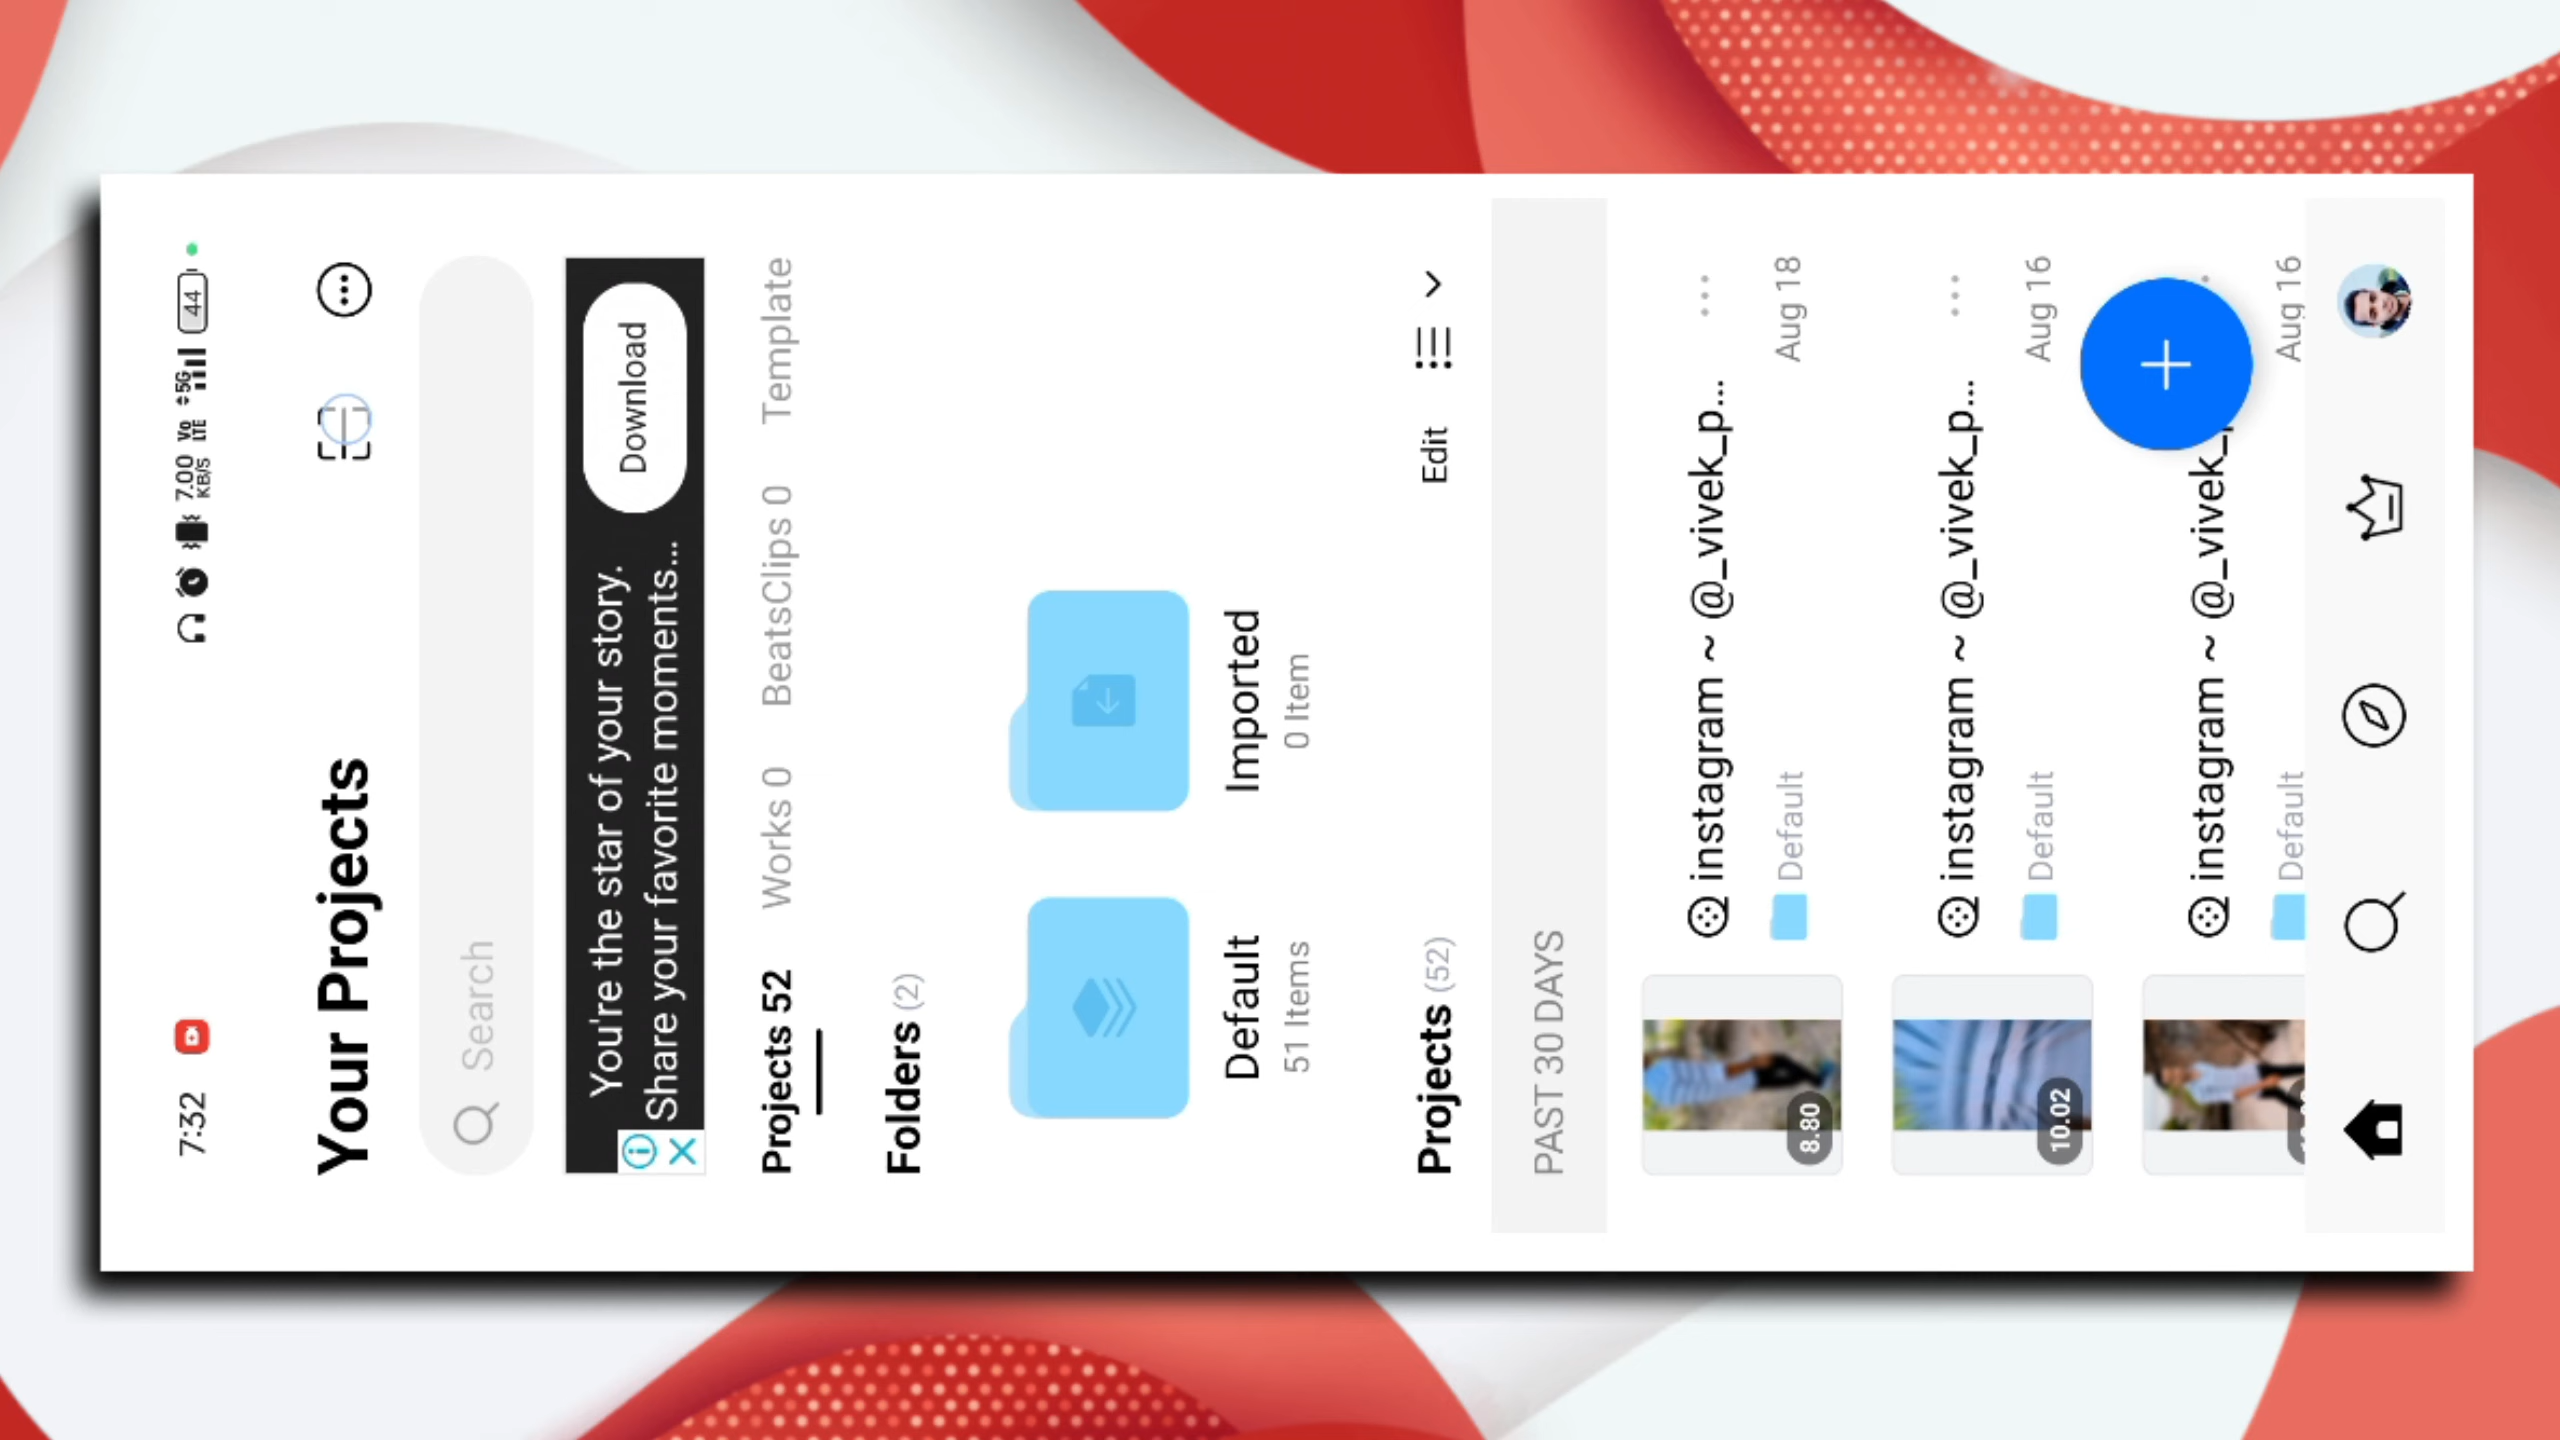 7:32
7.00 KB/S Vo LTE 5G 44
Your Projects
Search
You're the star of your story.
Share your favorite moments...
Download
Projects 52 Works 0 BeatsClips 0 Template
Folders (2)
Default Imported
51 Items 0 Item
Projects (52) Edit
PAST 30 DAYS
instagram ~ @_vivek_p...
8.80 Default Aug 18
instagram ~ @_vivek_p...
10.02 Default Aug 16
instagram ~ @_vivek_
Default Aug 16